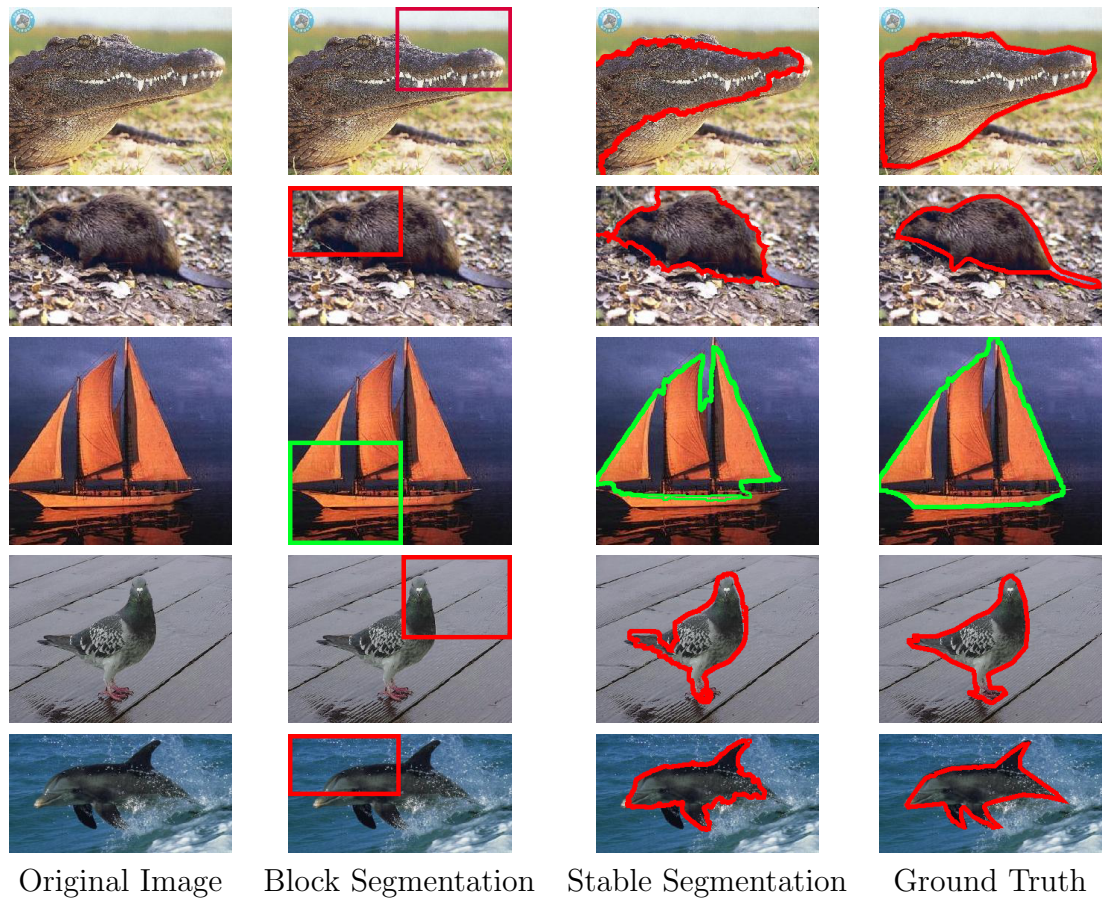 Original Image
Block Segmentation
Stable Segmentation
Ground Truth